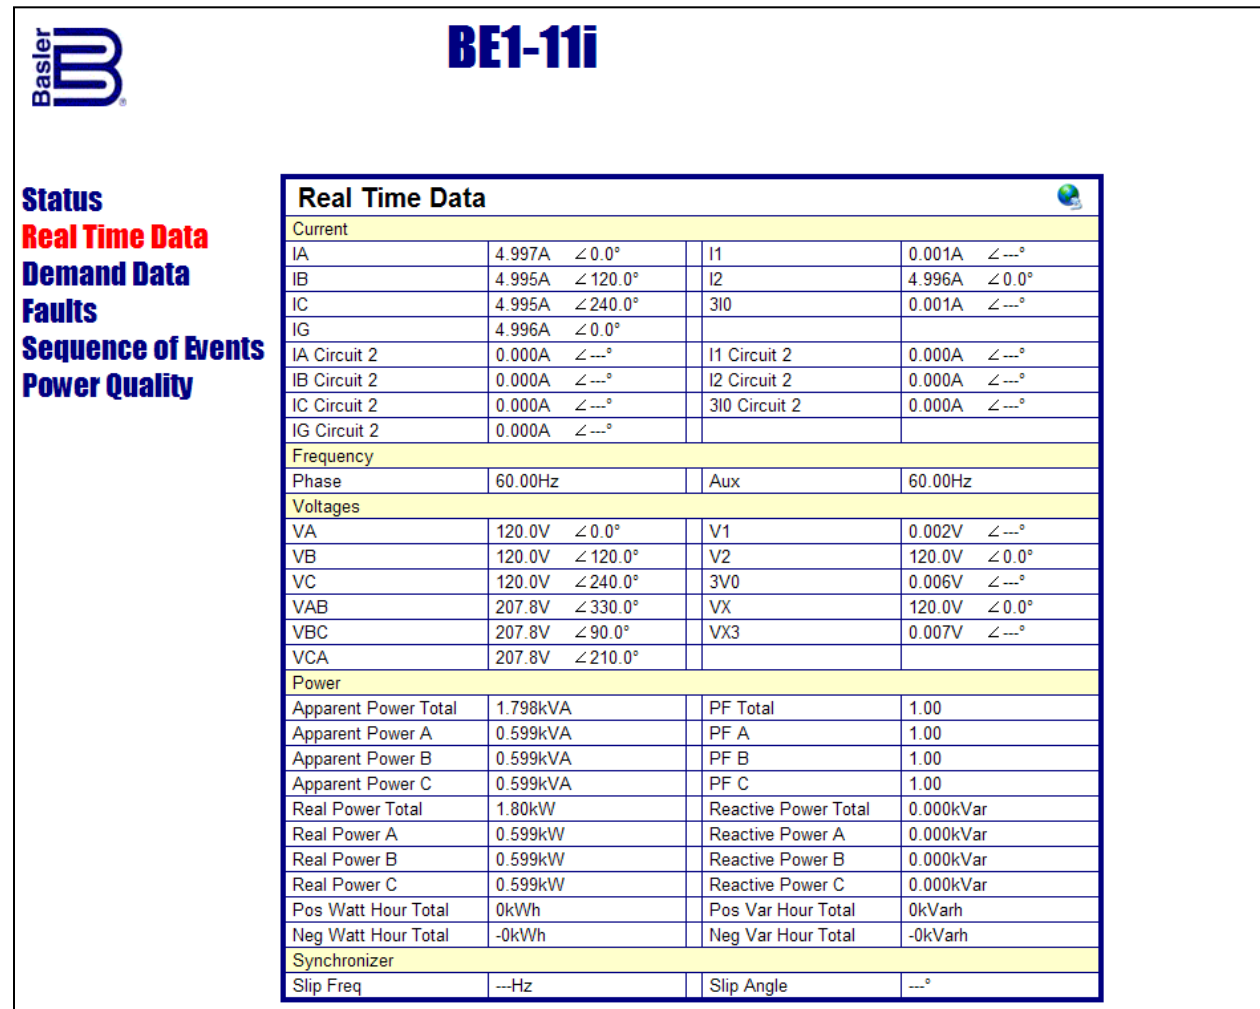 Basler
BE1-11i
Status
Real Time Data
Demand Data
Faults
Sequence of Events
Power Quality
Real Time Data
Current
IA 4.997A ∠0.0° I1 0.001A ∠---°
IB 4.995A ∠120.0° I2 4.996A ∠0.0°
IC 4.995A ∠240.0° 3I0 0.001A ∠---°
IG 4.996A ∠0.0°
IA Circuit 2 0.000A ∠---° I1 Circuit 2 0.000A ∠---°
IB Circuit 2 0.000A ∠---° I2 Circuit 2 0.000A ∠---°
IC Circuit 2 0.000A ∠---° 3I0 Circuit 2 0.000A ∠---°
IG Circuit 2 0.000A ∠---°
Frequency
Phase 60.00Hz Aux 60.00Hz
Voltages
VA 120.0V ∠0.0° V1 0.002V ∠---°
VB 120.0V ∠120.0° V2 120.0V ∠0.0°
VC 120.0V ∠240.0° 3V0 0.006V ∠---°
VAB 207.8V ∠330.0° VX 120.0V ∠0.0°
VBC 207.8V ∠90.0° VX3 0.007V ∠---°
VCA 207.8V ∠210.0°
Power
Apparent Power Total 1.798kVA PF Total 1.00
Apparent Power A 0.599kVA PF A 1.00
Apparent Power B 0.599kVA PF B 1.00
Apparent Power C 0.599kVA PF C 1.00
Real Power Total 1.80kW Reactive Power Total 0.000kVar
Real Power A 0.599kW Reactive Power A 0.000kVar
Real Power B 0.599kW Reactive Power B 0.000kVar
Real Power C 0.599kW Reactive Power C 0.000kVar
Pos Watt Hour Total 0kWh Pos Var Hour Total 0kVarh
Neg Watt Hour Total -0kWh Neg Var Hour Total -0kVarh
Synchronizer
Slip Freq ---Hz Slip Angle ---°